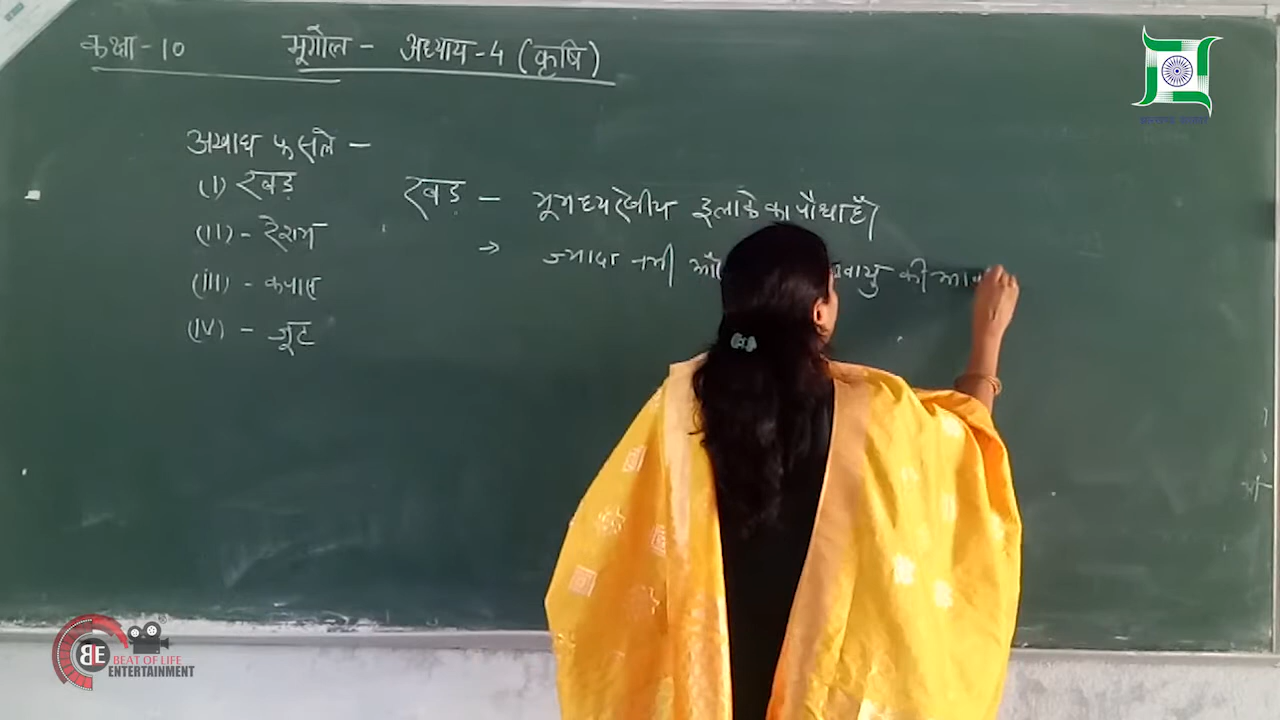 कक्षा - 10 भूगोल - अध्याय - 4 (कृषि)
अखाद्य फसले -
(I) रबड़
(II) - रेशम
(iii) - कपास
(IV) - जूट
रबड़ - भूमध्यरेखीय इलाके का पौधा है।
→ ज्यादा नमी
की
BE BEAT OF LIFE
ENTERTAINMENT